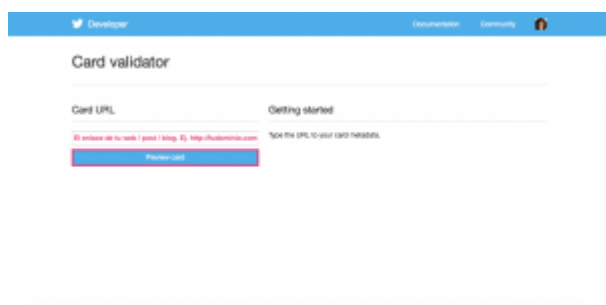 Developer
Documentation
Community
Card validator
Card URL
Getting started
El enlace de tu web / post / blog. Ej. http://tudominio.com
Type the URL to your card metadata.
Preview card